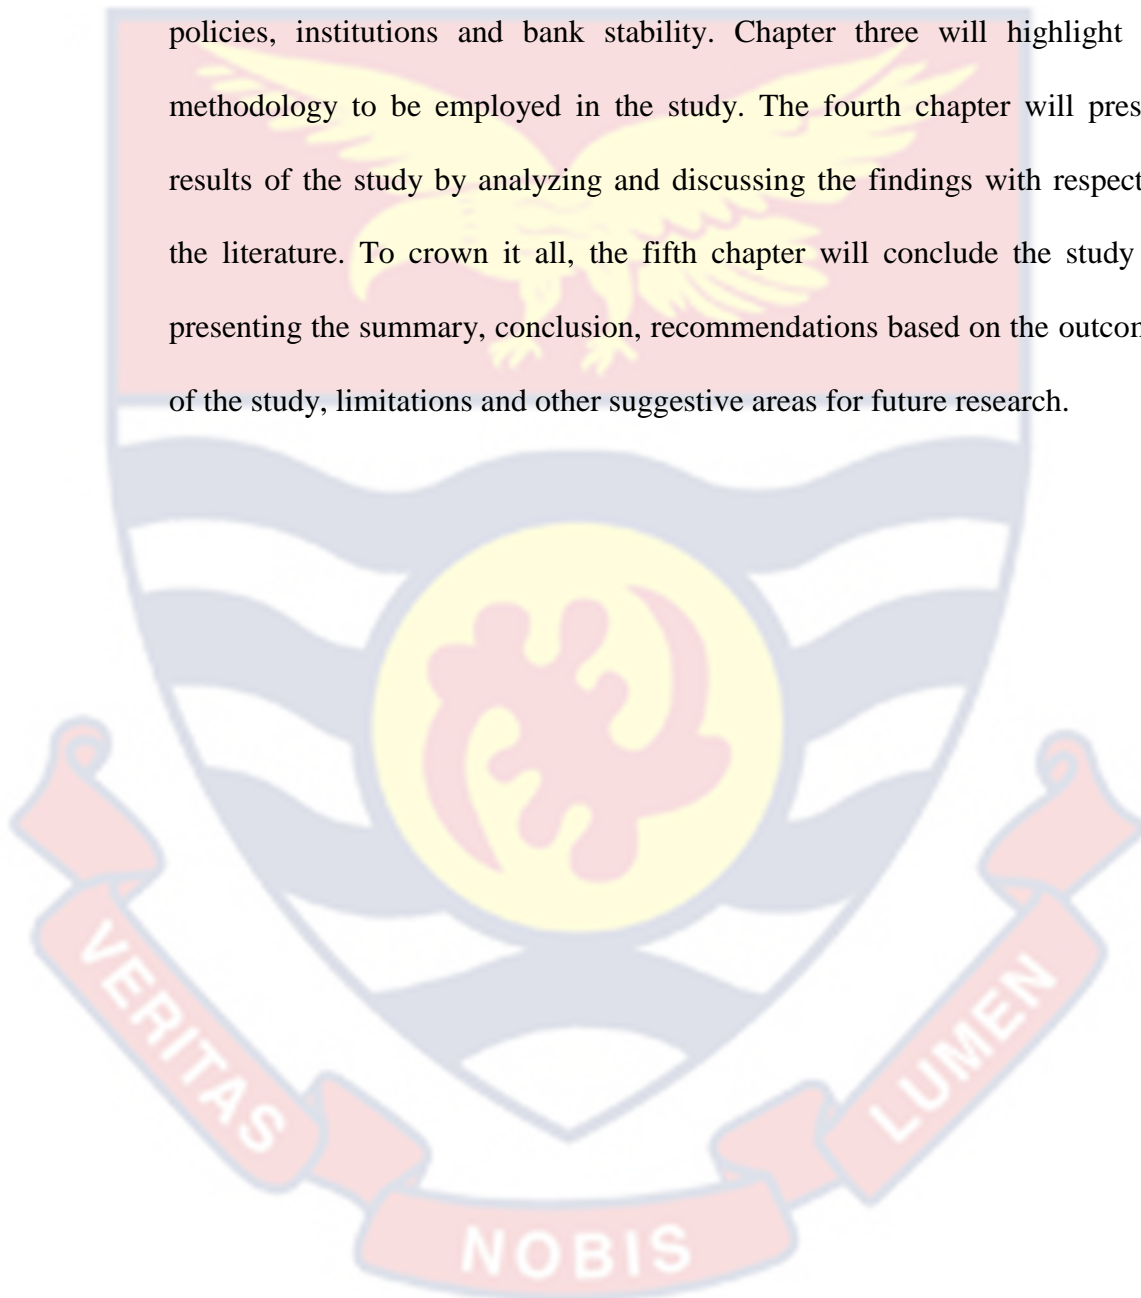 policies, institutions and bank stability. Chapter three will highlight
methodology to be employed in the study. The fourth chapter will pres
results of the study by analyzing and discussing the findings with respect
the literature. To crown it all, the fifth chapter will conclude the study
presenting the summary, conclusion, recommendations based on the outcon
of the study, limitations and other suggestive areas for future research.
VERITAS
NOBIS
LUMEN